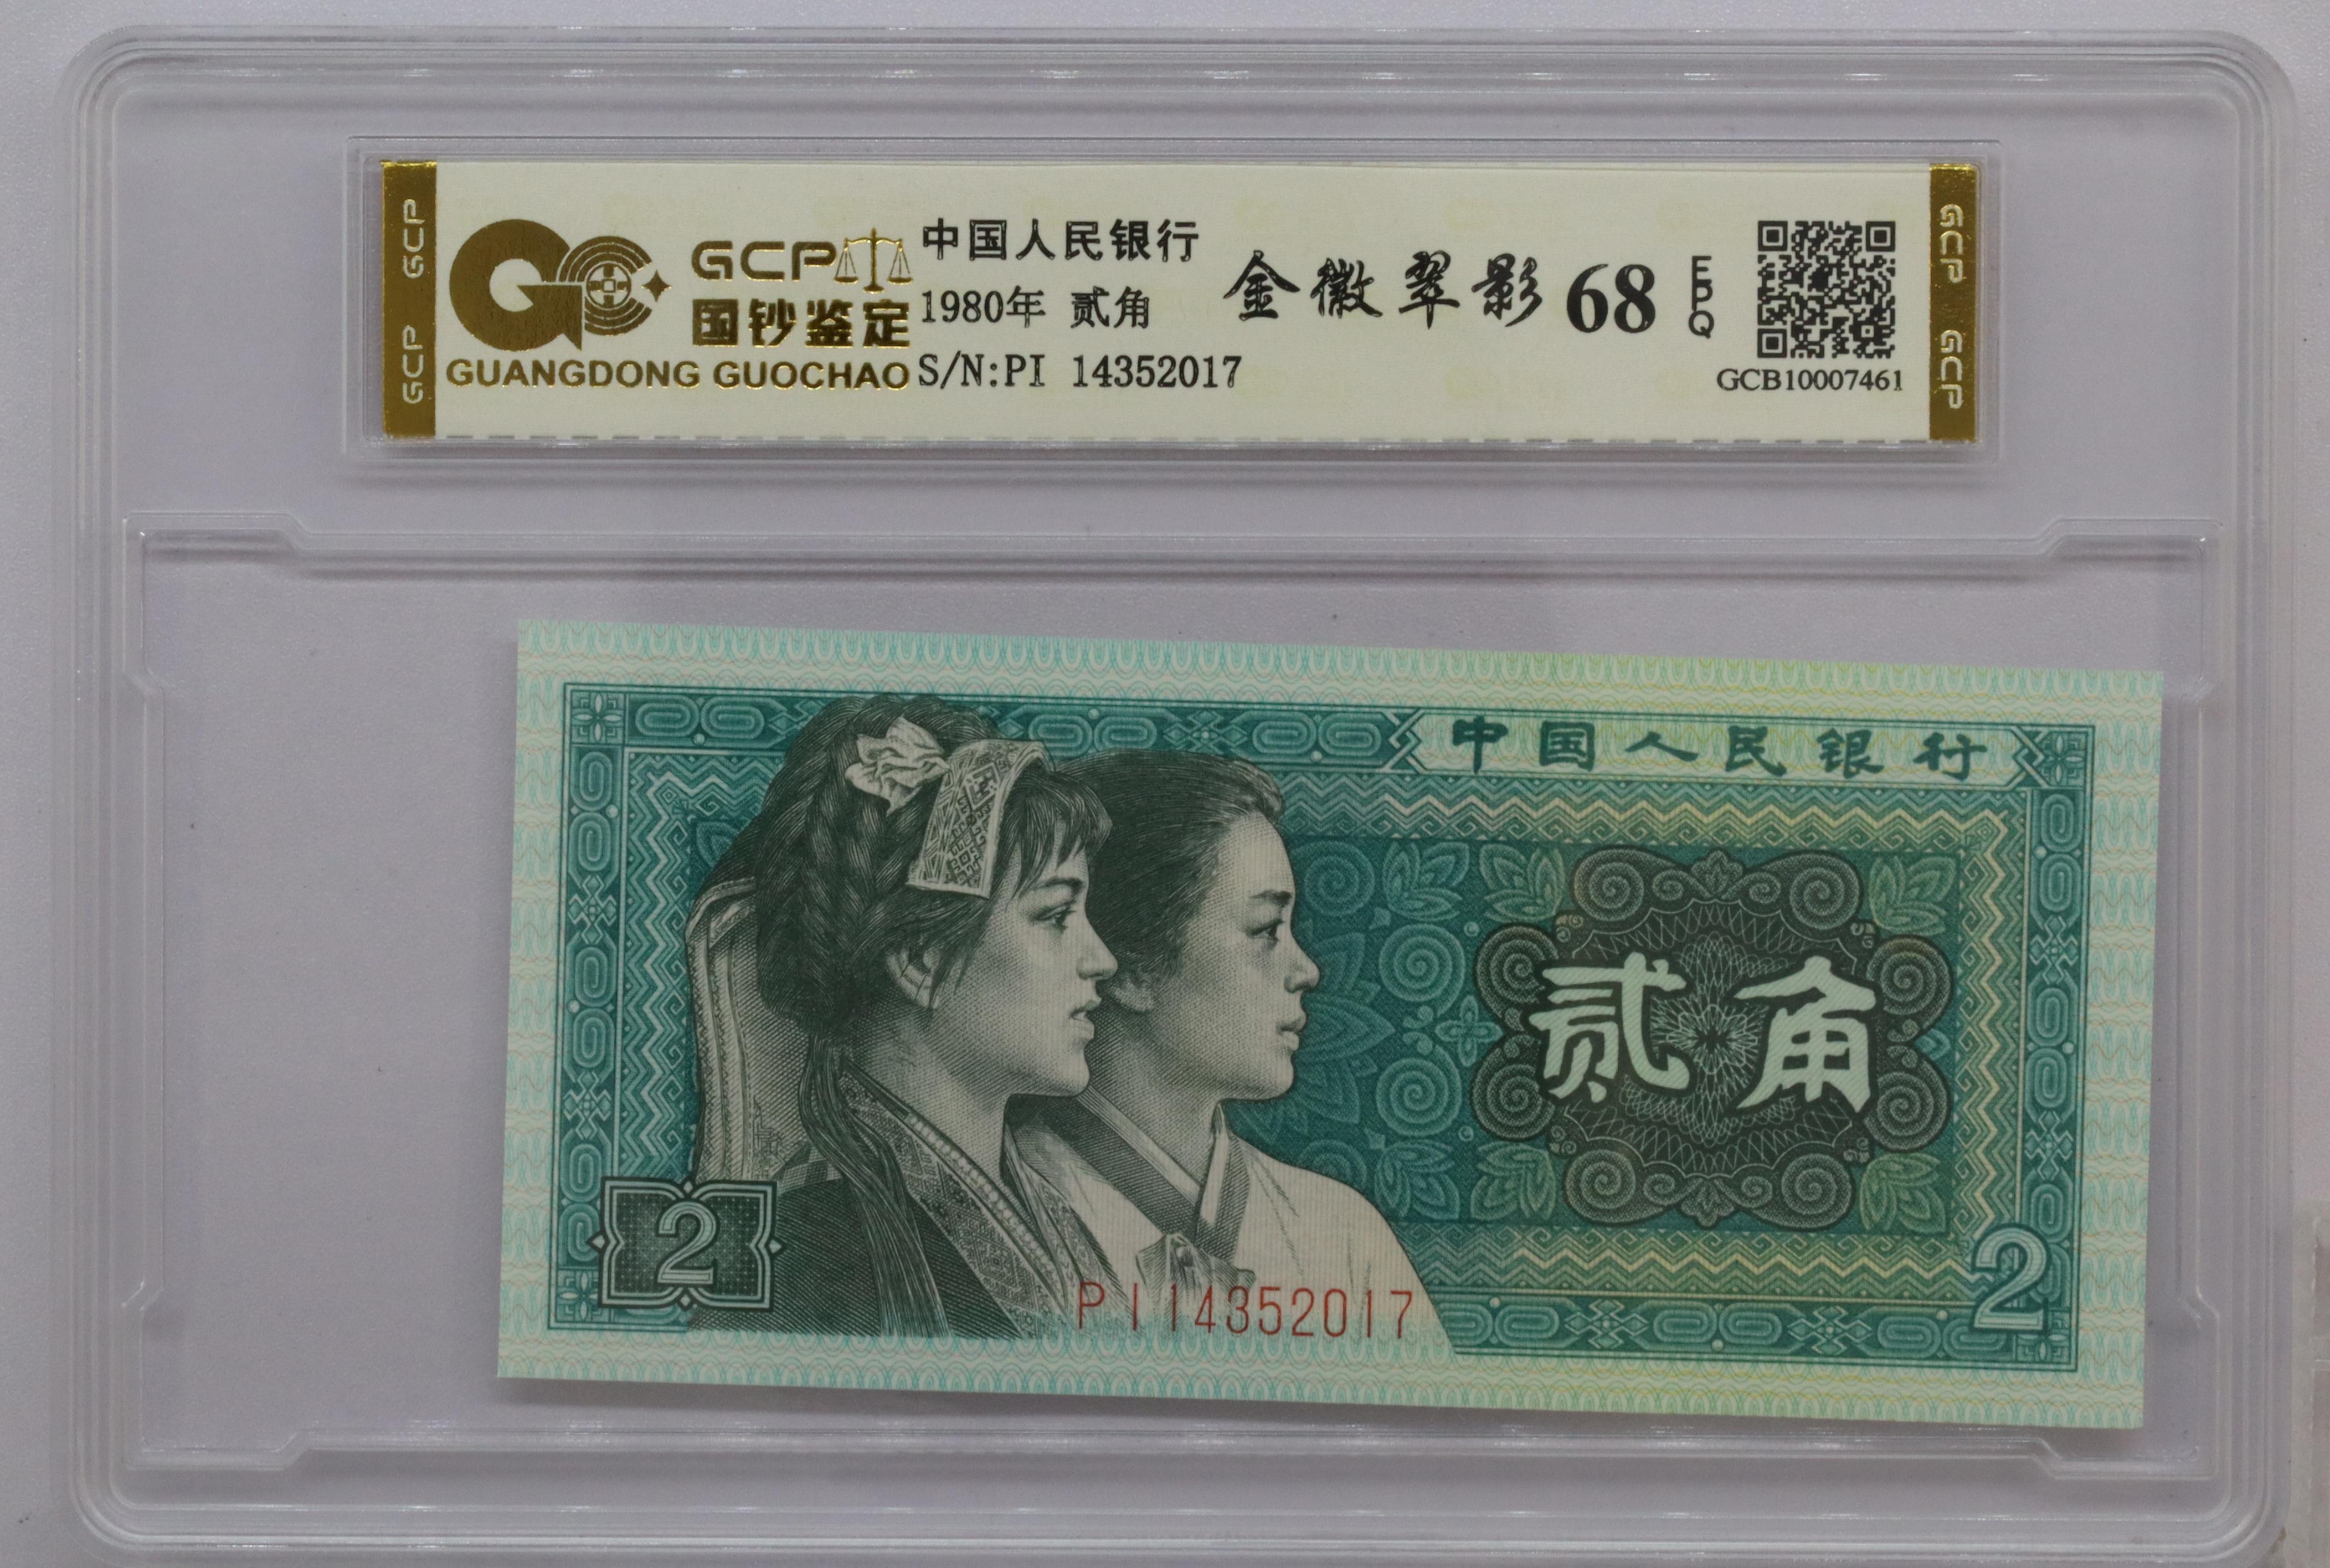 GCP GCP
GCP
国钞鉴定
GUANGDONG GUOCHAO
中国人民银行
1980年 贰角
S/N:PI 14352017
金徽翠影 68 EPQ
GCB10007461
GCP GCP
中国人民银行
贰角
2
PI 14352017
2